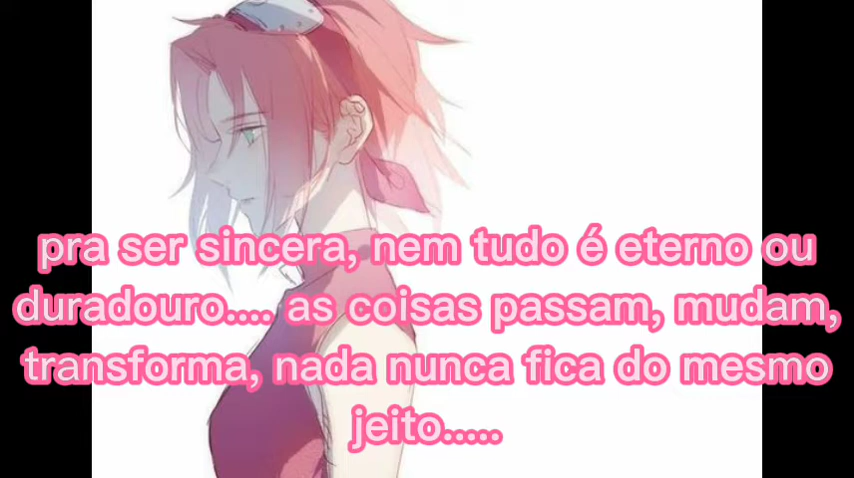 pra ser sincera, nem tudo é eterno ou
duradouro.... as coisas passam, mudam,
transforma, nada nunca fica do mesmo
jeito.....